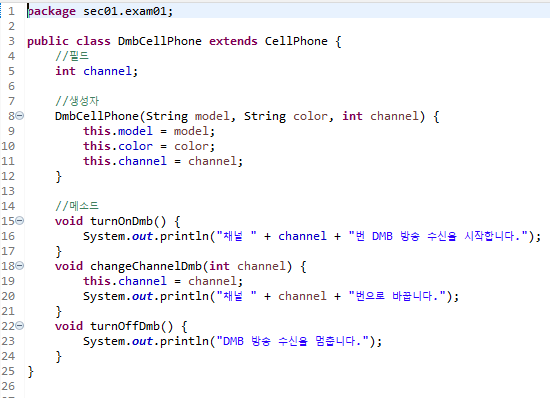 1 package sec01.exam01;
2
3 public class DmbCellPhone extends CellPhone {
4 //필드
5 int channel;
6
7 //생성자
8 DmbCellPhone(String model, String color, int channel) {
9 this.model = model;
10 this.color = color;
11 this.channel = channel;
12 }
13
14 //메소드
15 void turnOnDmb() {
16 System.out.println("채널 " + channel + "번 DMB 방송 수신을 시작합니다.");
17 }
18 void changeChannelDmb(int channel) {
19 this.channel = channel;
20 System.out.println("채널 " + channel + "번으로 바꿉니다.");
21 }
22 void turnOffDmb() {
23 System.out.println("DMB 방송 수신을 멈춥니다.");
24 }
25 }
26